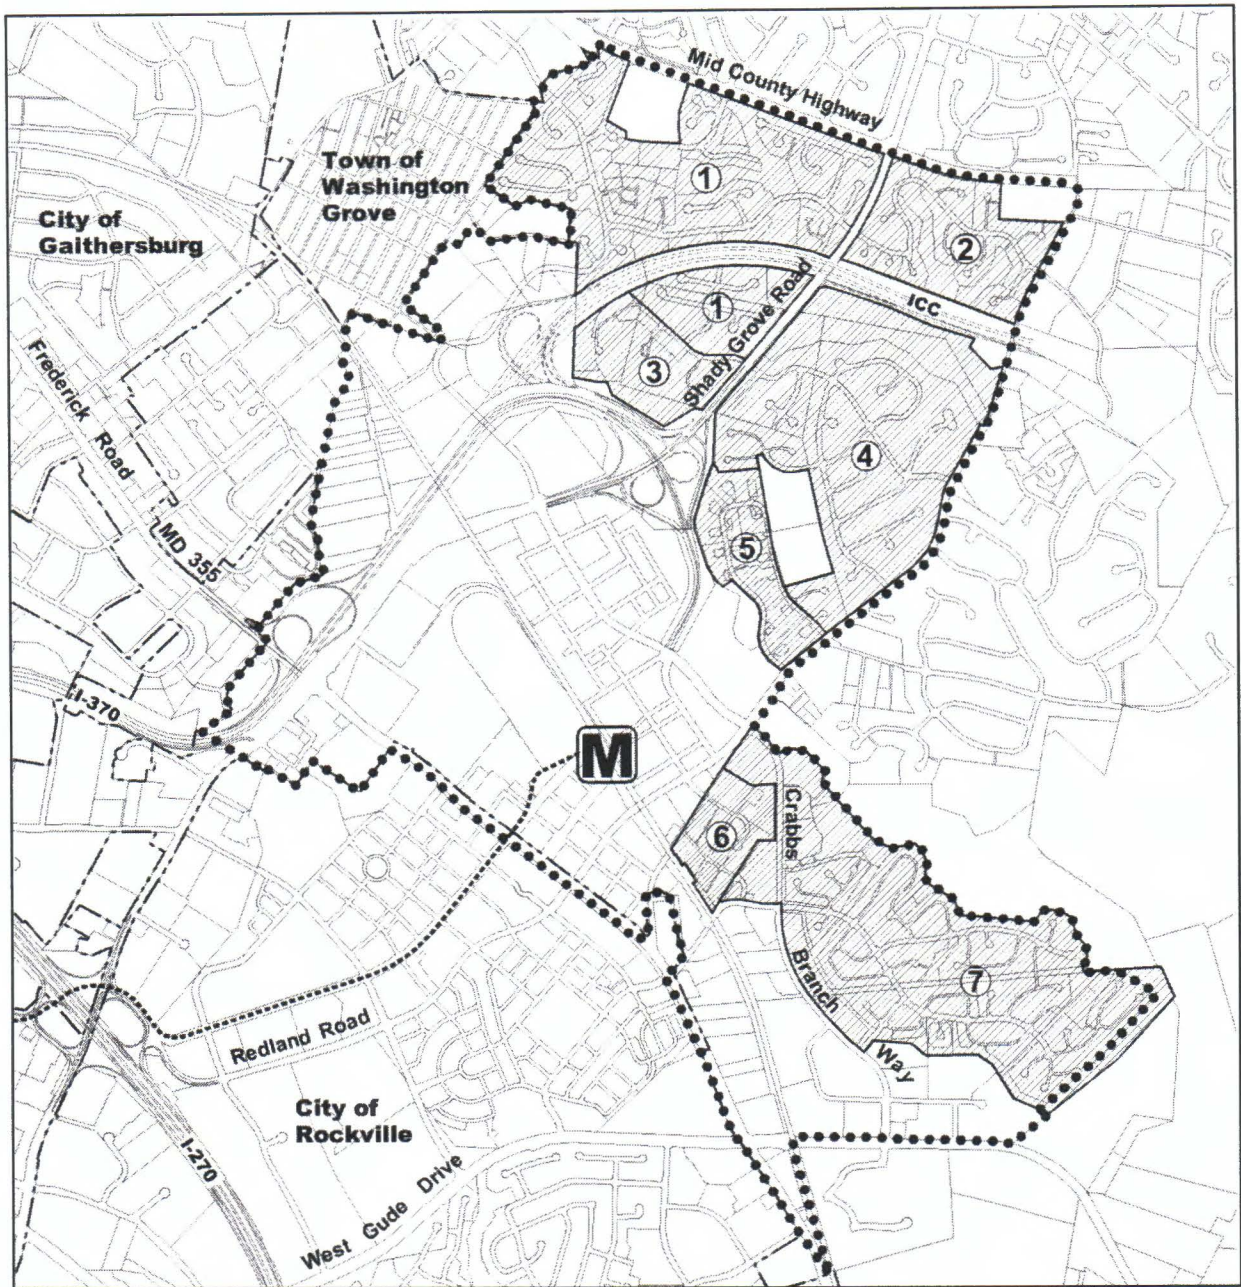 Mid County Highway
Town of
Washington
Grove
City of
Gaithersburg
1
2
ICC
1
Shady Grove Road
3
Frederick Road
4
MD 355
5
I-370
M
Crabbs
6
Branch
7
Way
Redland Road
City of
Rockville
I-270
West Gude Drive